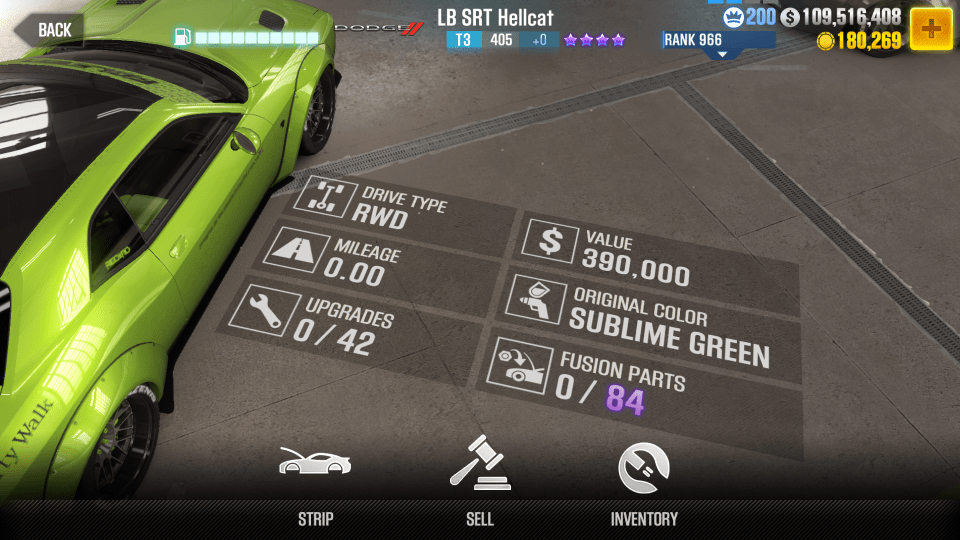 BACK
DODGE
LB SRT Hellcat
T3 405 +0
RANK 966
200 $ 109,516,408
180,269
DRIVE TYPE
RWD
MILEAGE
0.00
UPGRADES
0 / 42
$ VALUE
390,000
ORIGINAL COLOR
SUBLIME GREEN
FUSION PARTS
0 / 84
ty Walk
STRIP
SELL
INVENTORY